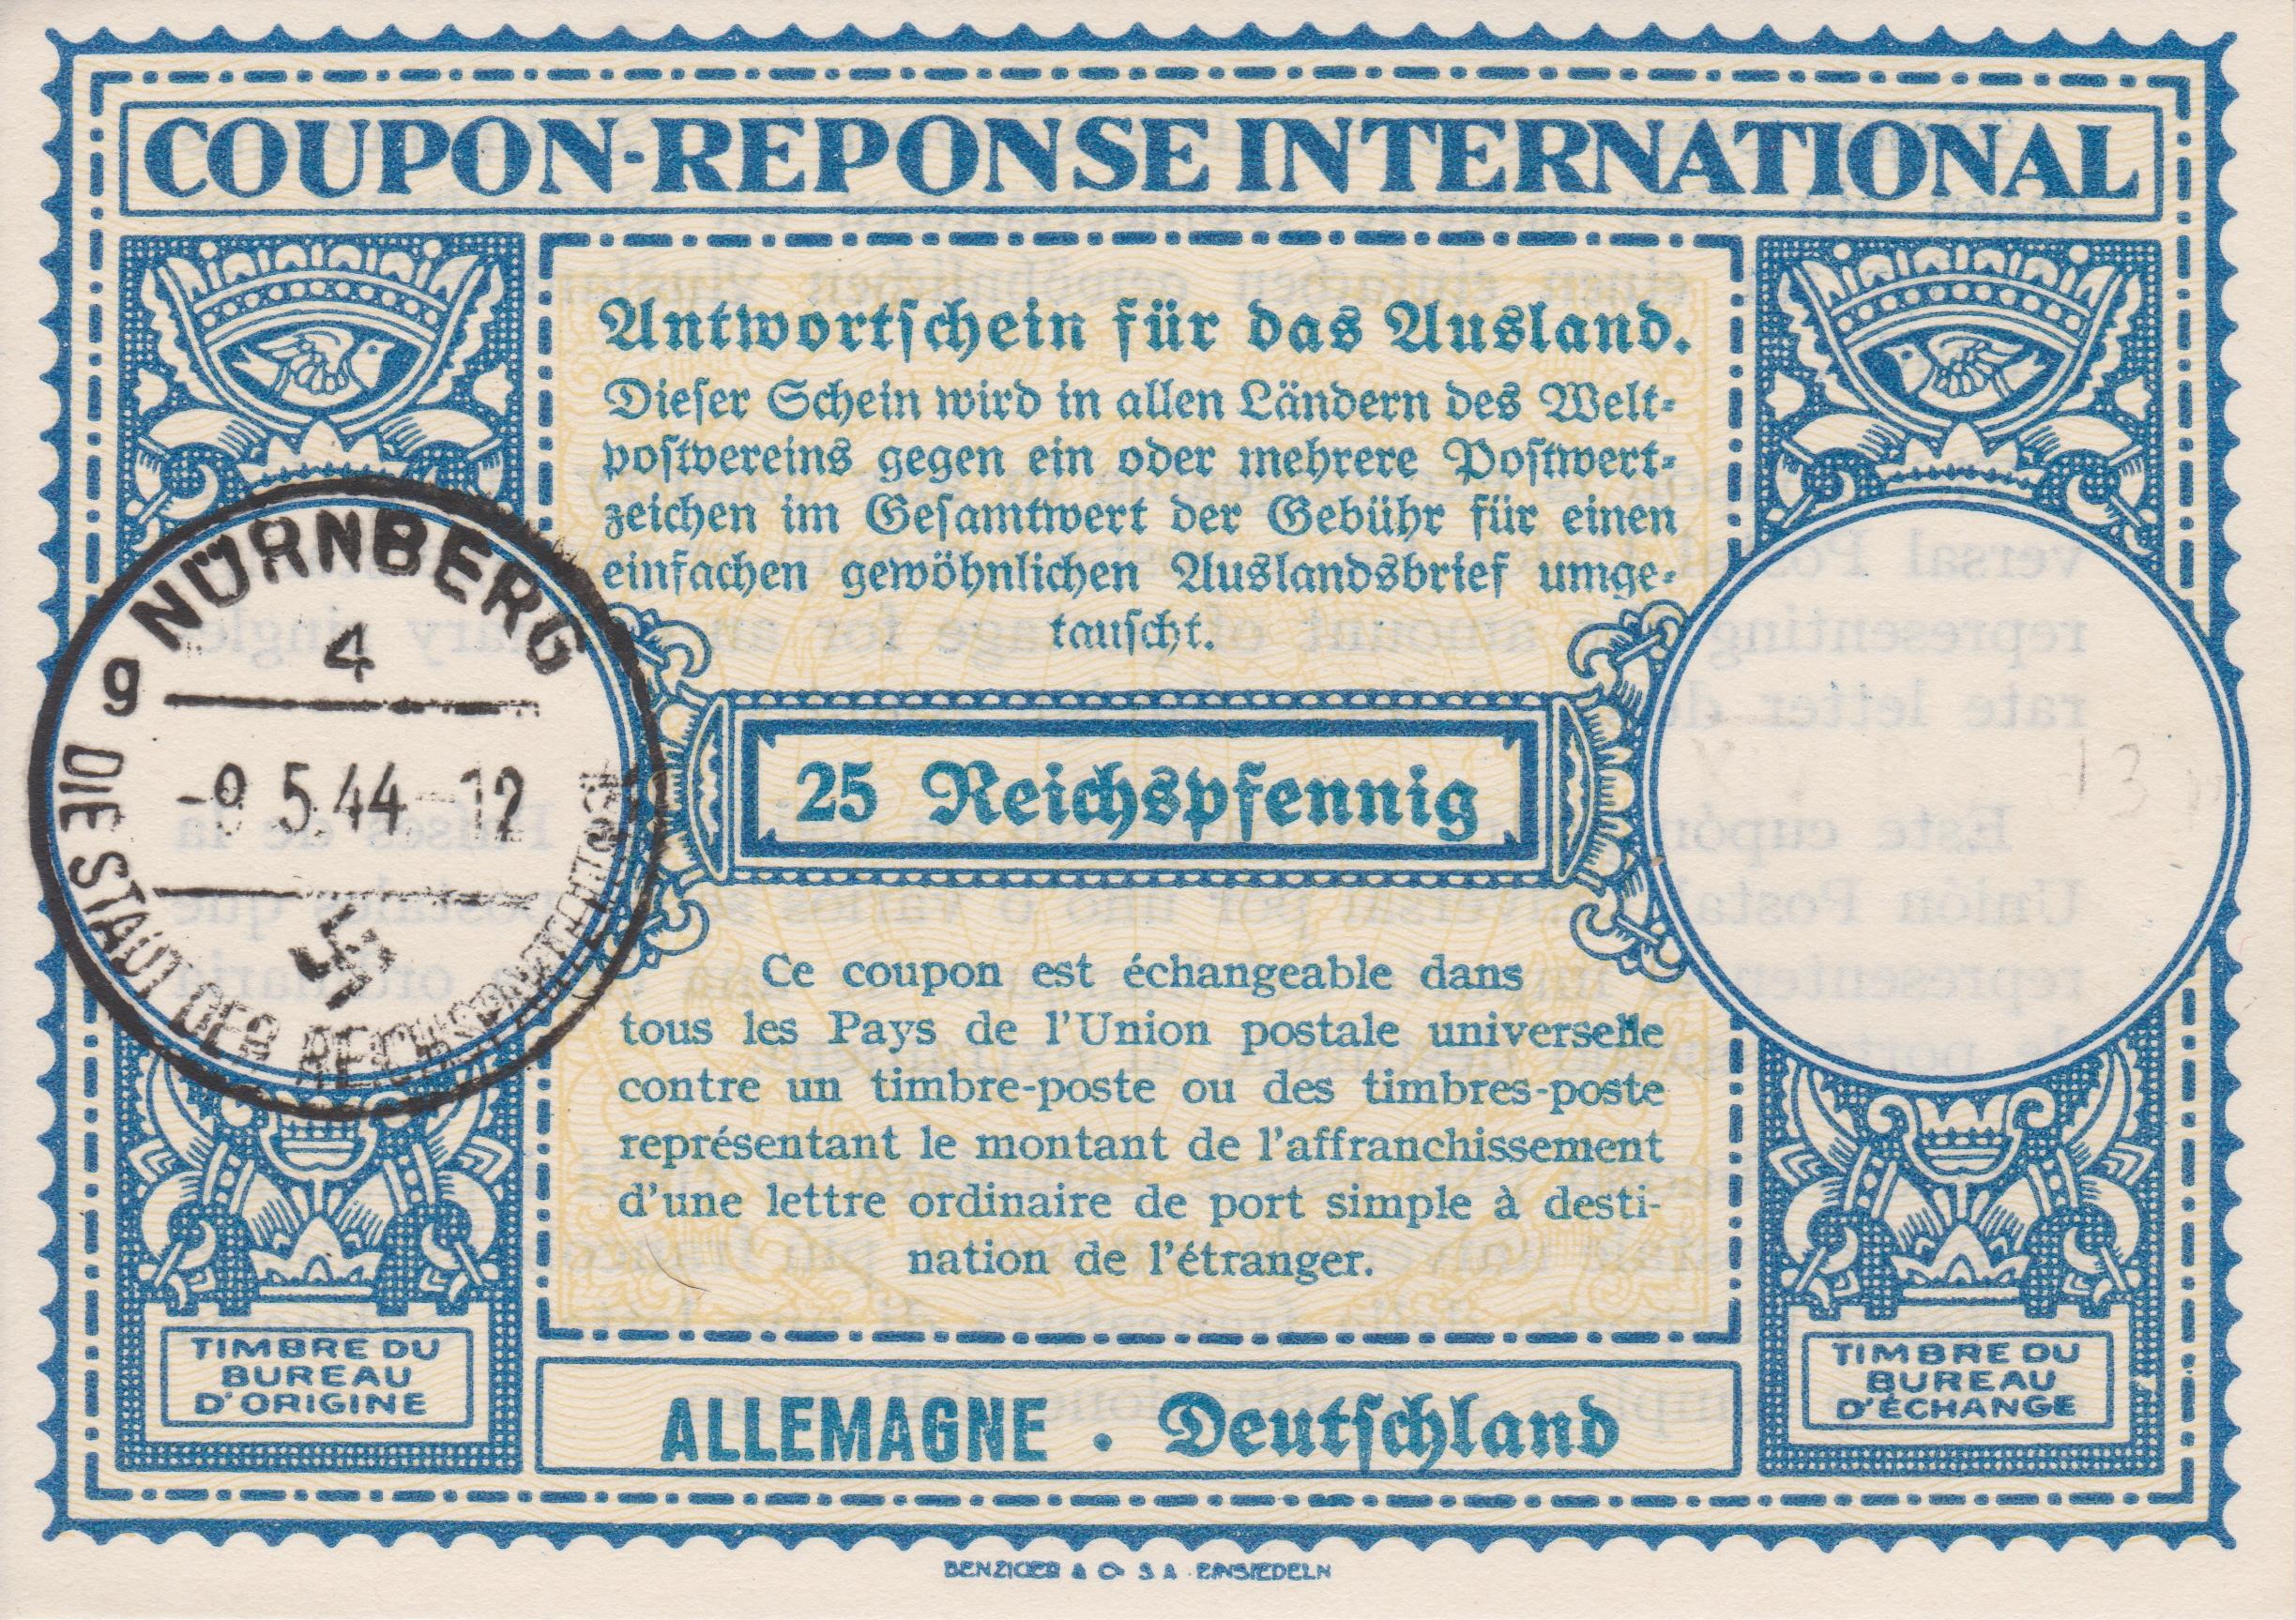 COUPON-REPONSE INTERNATIONAL
Antwortſchein für das Ausland.
Dieſer Schein wird in allen Ländern des Welt-
poſtvereins gegen ein oder mehrere Poſtwert-
zeichen im Geſamtwert der Gebühr für einen
einfachen gewöhnlichen Auslandsbrief umge-
tauſcht.
NÜRNBERG
4
g
-9.5.44-12
DIE STADT DER REICHSPARTEITAGE
25 Reichspfennig
Ce coupon est échangeable dans
tous les Pays de l'Union postale universelle
contre un timbre-poste ou des timbres-poste
représentant le montant de l'affranchissement
d'une lettre ordinaire de port simple à desti-
nation de l'étranger.
TIMBRE DU
BUREAU
D'ORIGINE
TIMBRE DU
BUREAU
D'ÉCHANGE
ALLEMAGNE . Deutſchland
BENZIGER & Co S.A. EINSIEDELN